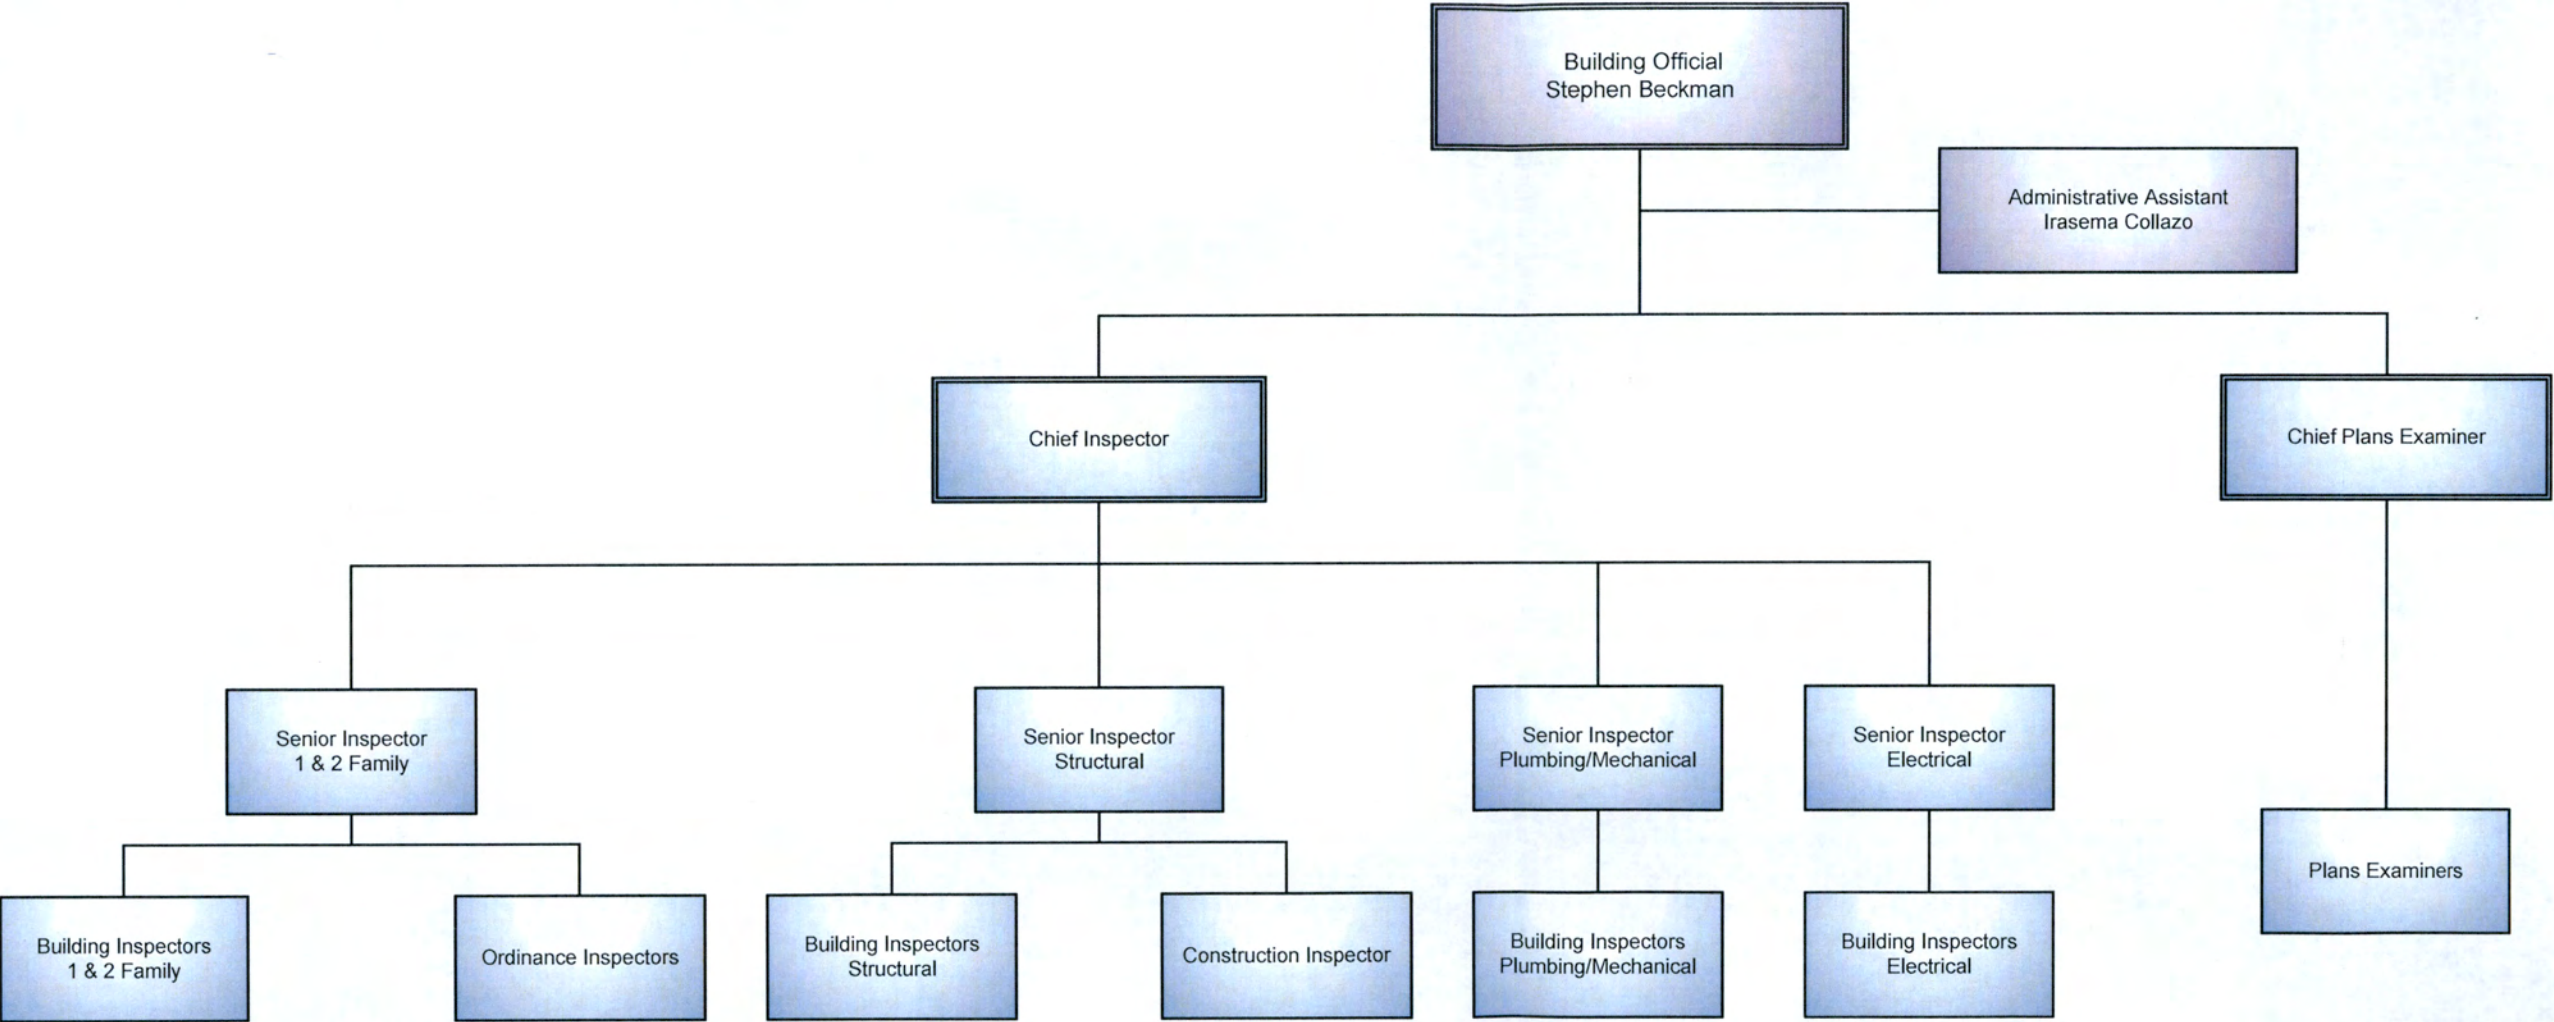 Building Official
Stephen Beckman
Administrative Assistant
Irasema Collazo
Chief Inspector
Chief Plans Examiner
Senior Inspector
1 & 2 Family
Senior Inspector
Structural
Senior Inspector
Plumbing/Mechanical
Senior Inspector
Electrical
Plans Examiners
Building Inspectors
1 & 2 Family
Ordinance Inspectors
Building Inspectors
Structural
Construction Inspector
Building Inspectors
Plumbing/Mechanical
Building Inspectors
Electrical